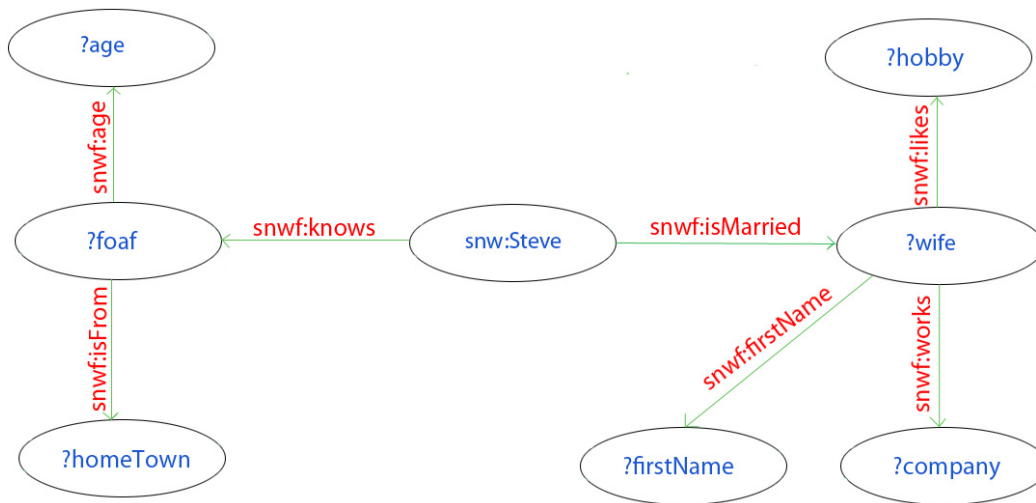 ?age
?hobby
snwf:age
snwf:likes
?foaf
snwf:knows
snw:Steve
snwf:isMarried
?wife
snwf:isFrom
snwf:firstName
snwf:works
?homeTown
?firstName
?company